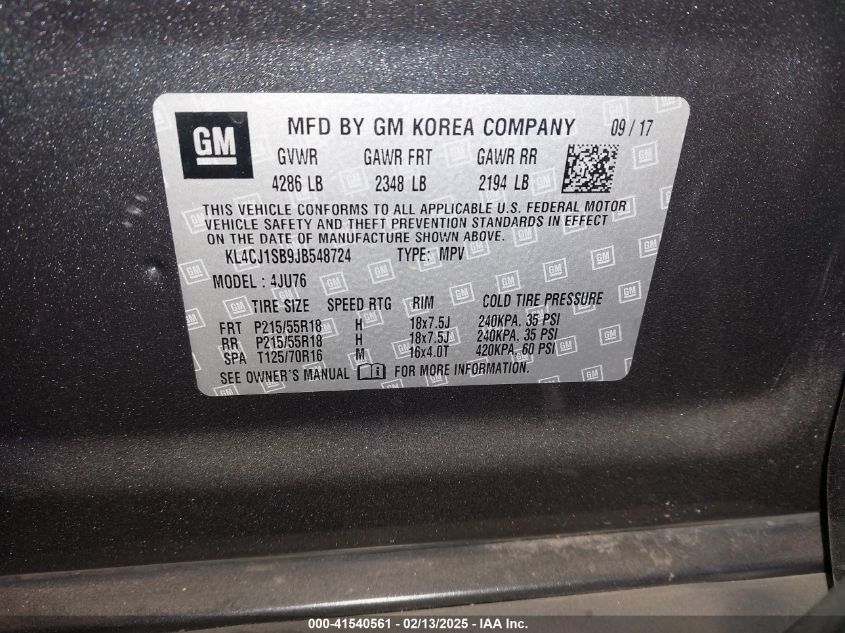 GM MFD BY GM KOREA COMPANY 09 / 17
GVWR GAWR FRT GAWR RR
4286 LB 2348 LB 2194 LB
THIS VEHICLE CONFORMS TO ALL APPLICABLE U.S. FEDERAL MOTOR
VEHICLE SAFETY AND THEFT PREVENTION STANDARDS IN EFFECT
ON THE DATE OF MANUFACTURE SHOWN ABOVE.
KL4CJ1SB9JB548724 TYPE: MPV
MODEL : 4JU76
TIRE SIZE SPEED RTG RIM COLD TIRE PRESSURE
FRT P215/55R18 H 18x7.5J 240KPA, 35 PSI
RR P215/55R18 H 18x7.5J 240KPA, 35 PSI
SPA T125/70R16 M 16x4.0T 420KPA, 60 PSI
SEE OWNER'S MANUAL FOR MORE INFORMATION.
000-41540561 - 02/13/2025 - IAA Inc.